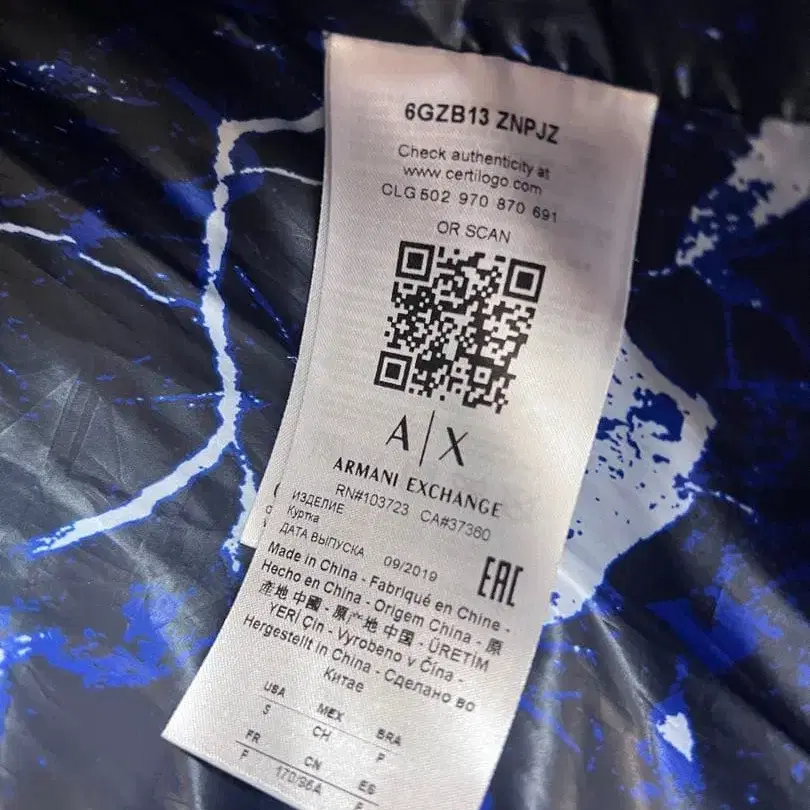 6GZB13 ZNPJZ
Check authenticity at
www.certilogo.com
CLG 502 970 870 691
OR SCAN
A|X
ARMANI EXCHANGE
RN#103723 CA#37360
ИЗДЕЛИЕ
Куртка
ДАТА ВЫПУСКА 09/2019
EAC
Made in China - Fabriqué en Chine -
Hecho en China - Origem China - 原
產地 中國 - 原产地 中国 - ÜRETİM
YERİ Çin - Vyrobeno v Čína -
Hergestellt in China - Сделано во
Китае
USA MEX BRA
S CH P
FR CN ES
P 170/96A